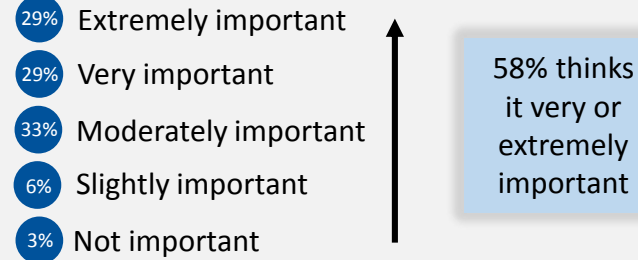 29% Extremely important
29% Very important
33% Moderately important
6% Slightly important
3% Not important
58% thinks
it very or
extremely
important